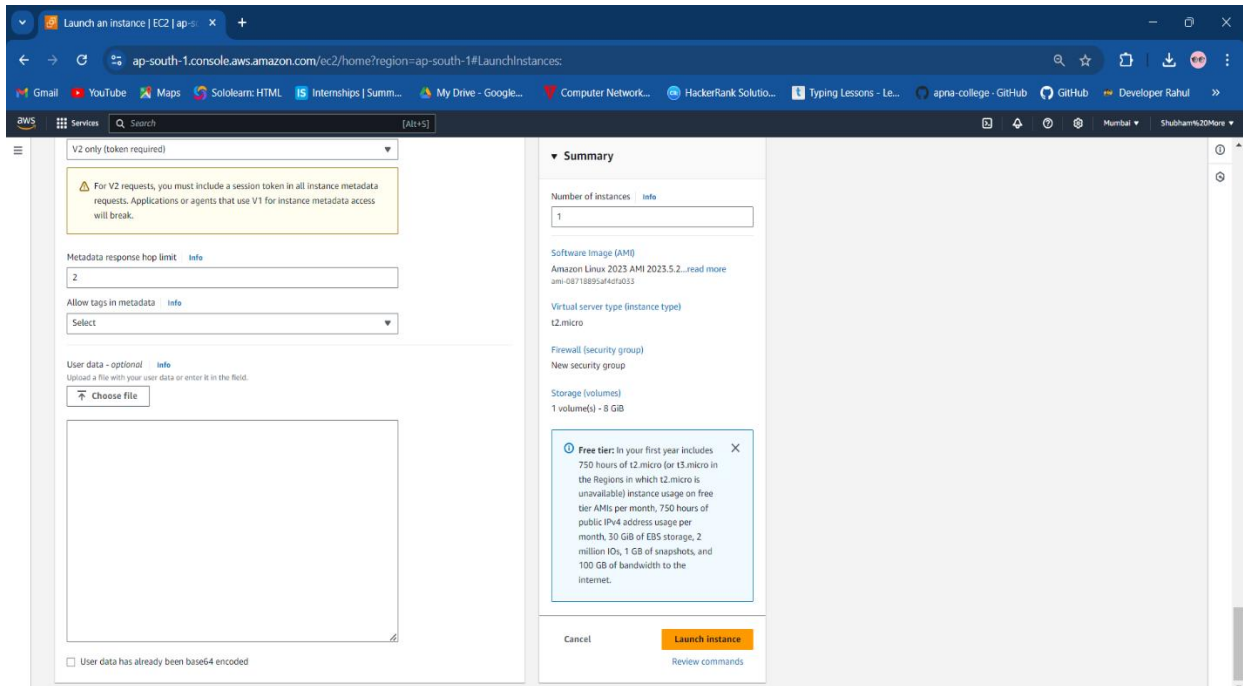 Launch an instance | EC2 | ap-s
ap-south-1.console.aws.amazon.com/ec2/home?region=ap-south-1#LaunchInstances:
Gmail YouTube Maps Sololearn: HTML Internships | Summ... My Drive - Google... Computer Network... HackerRank Solutio... Typing Lessons - Le... apna-college · GitHub GitHub Developer Rahul »
aws Services Search [Alt+S] Mumbai Shubham%20More
V2 only (token required)
For V2 requests, you must include a session token in all instance metadata
requests. Applications or agents that use V1 for instance metadata access
will break.
Metadata response hop limit Info
2
Allow tags in metadata Info
Select
User data - optional Info
Upload a file with your user data or enter it in the field.
Choose file
User data has already been base64 encoded
Summary
Number of instances Info
1
Software Image (AMI)
Amazon Linux 2023 AMI 2023.5.2...read more
ami-08718895af4dfa033
Virtual server type (instance type)
t2.micro
Firewall (security group)
New security group
Storage (volumes)
1 volume(s) - 8 GiB
Free tier: In your first year includes
750 hours of t2.micro (or t3.micro in
the Regions in which t2.micro is
unavailable) instance usage on free
tier AMIs per month, 750 hours of
public IPv4 address usage per
month, 30 GiB of EBS storage, 2
million IOs, 1 GB of snapshots, and
100 GB of bandwidth to the
internet.
Cancel Launch instance
Review commands